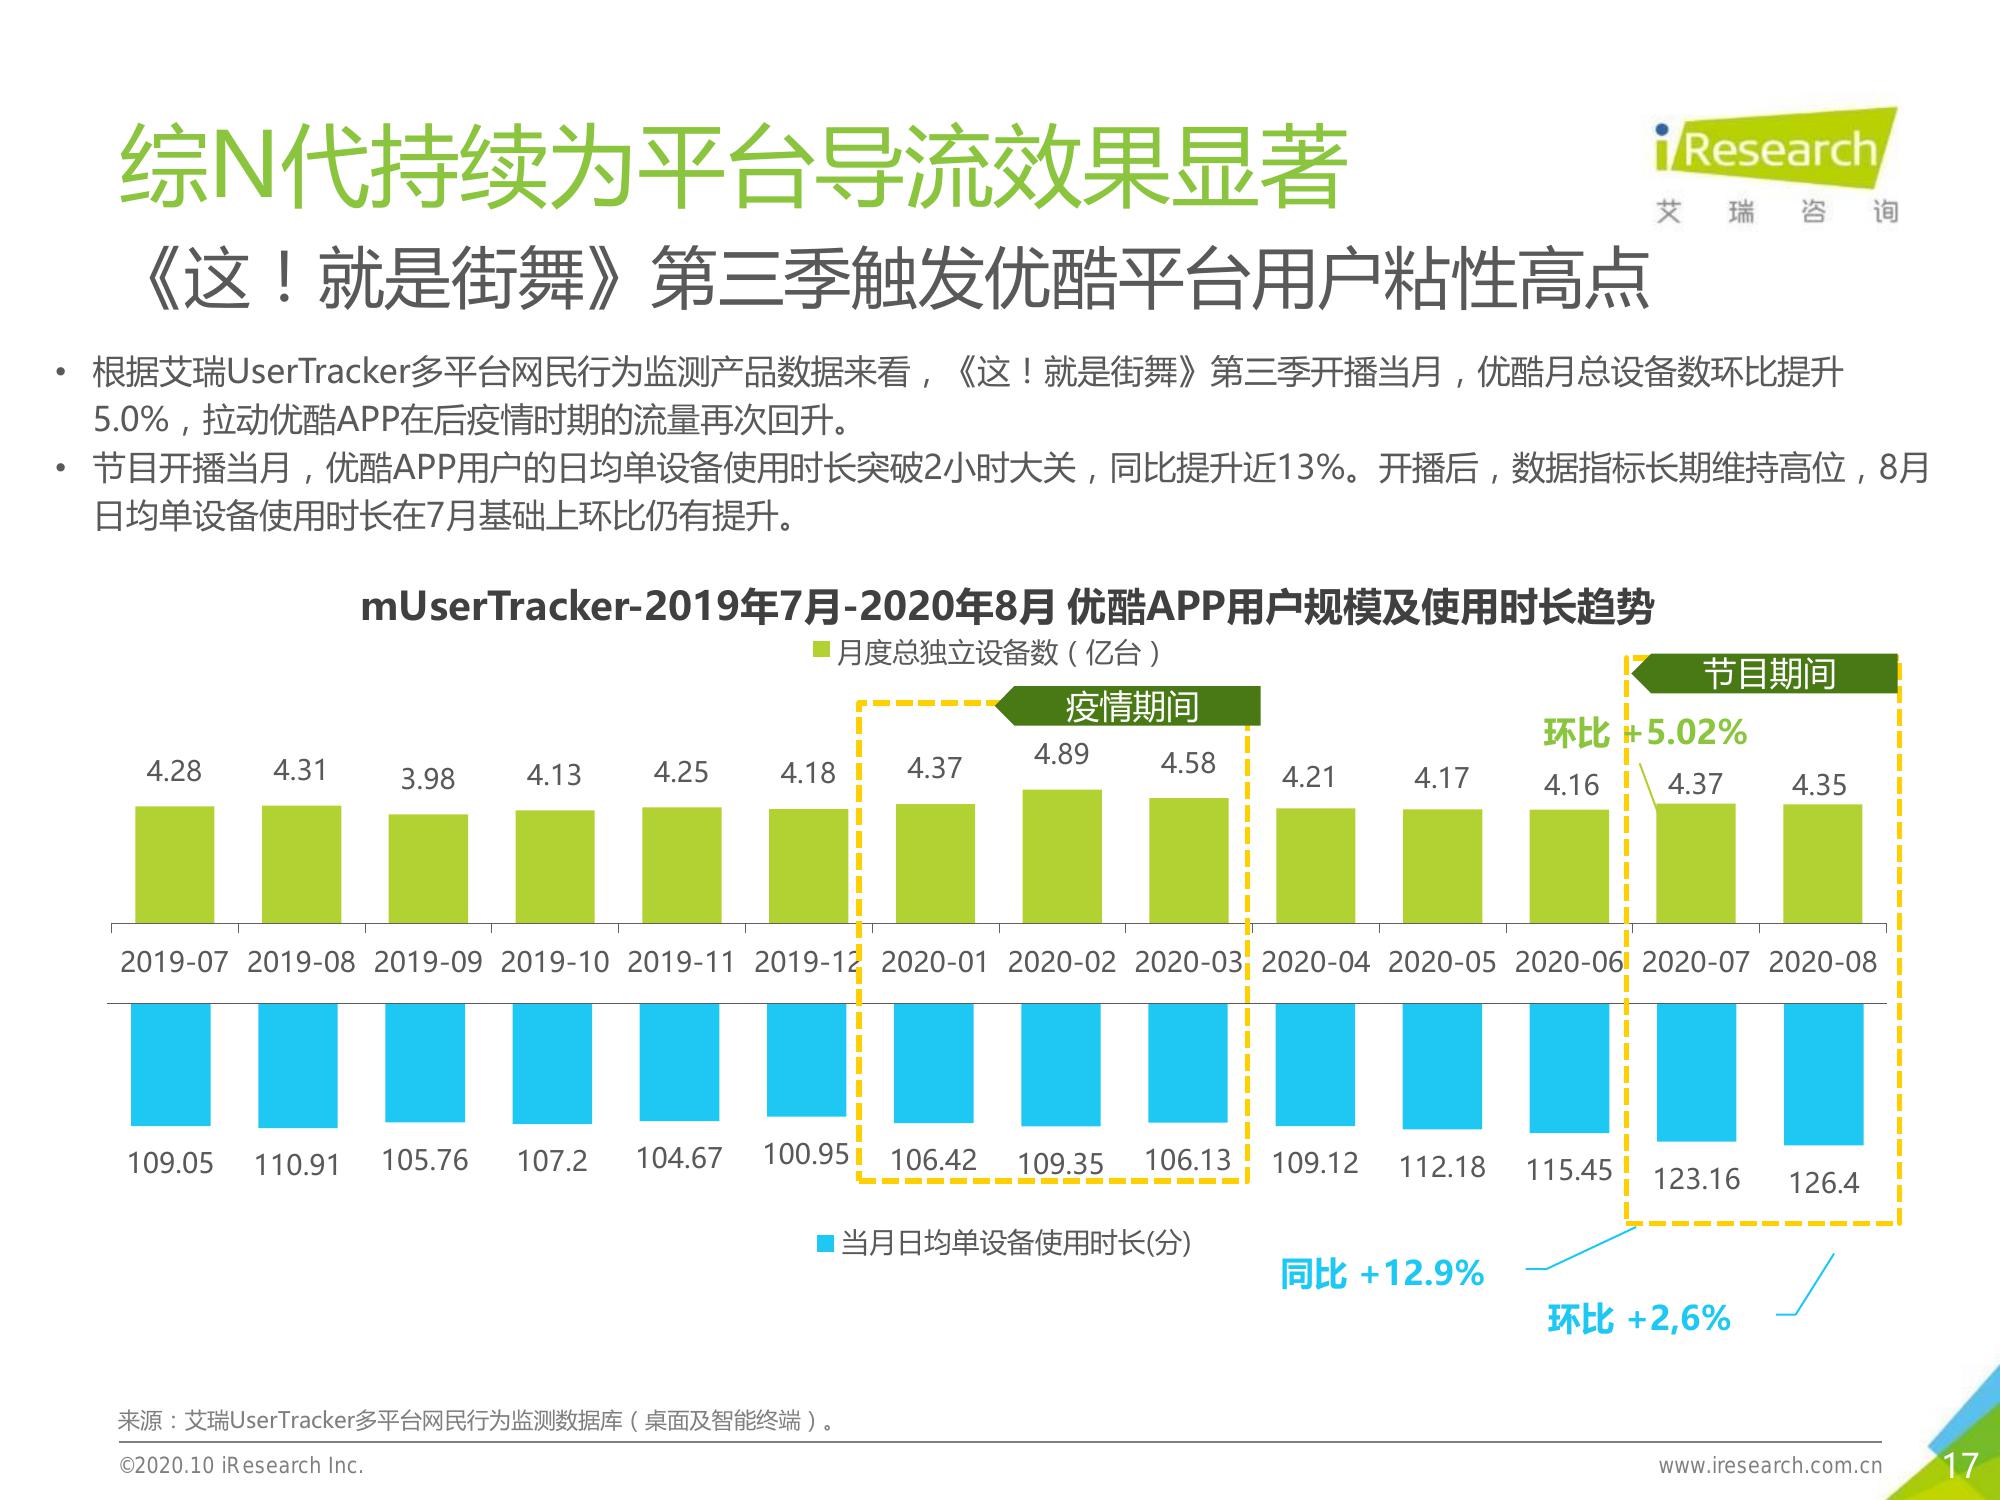 综N代持续为平台导流效果显著
iResearch
艾 瑞 咨 询
《这！就是街舞》第三季触发优酷平台用户粘性高点
• 根据艾瑞UserTracker多平台网民行为监测产品数据来看，《这！就是街舞》第三季开播当月，优酷月总设备数环比提升
5.0%，拉动优酷APP在后疫情时期的流量再次回升。
• 节目开播当月，优酷APP用户的日均单设备使用时长突破2小时大关，同比提升近13%。开播后，数据指标长期维持高位，8月
日均单设备使用时长在7月基础上环比仍有提升。
mUserTracker-2019年7月-2020年8月 优酷APP用户规模及使用时长趋势
月度总独立设备数（亿台）
节目期间
疫情期间
环比 +5.02%
4.28 4.31 3.98 4.13 4.25 4.18 4.37 4.89 4.58 4.21 4.17 4.16 4.37 4.35
2019-07 2019-08 2019-09 2019-10 2019-11 2019-12 2020-01 2020-02 2020-03 2020-04 2020-05 2020-06 2020-07 2020-08
109.05 110.91 105.76 107.2 104.67 100.95 106.42 109.35 106.13 109.12 112.18 115.45 123.16 126.4
当月日均单设备使用时长(分)
同比 +12.9%
环比 +2,6%
来源：艾瑞UserTracker多平台网民行为监测数据库（桌面及智能终端）。
©2020.10 iResearch Inc.
www.iresearch.com.cn
17